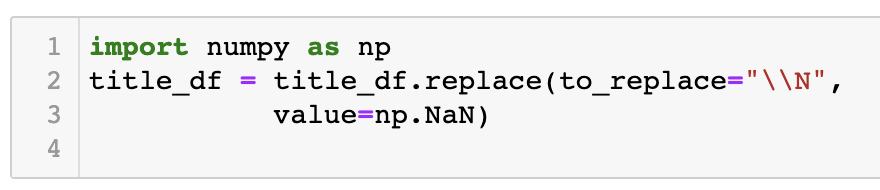 1 import numpy as np
2 title_df = title_df.replace(to_replace="\\N",
3            value=np.NaN)
4